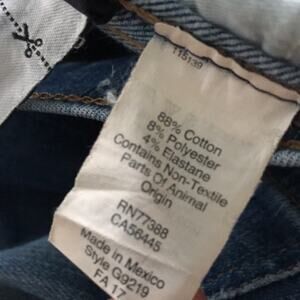 115139
88% Cotton
8% Polyester
4% Elastane
Contains Non-Textile
Parts Of Animal
Origin
RN77388
CA56445
Made in Mexico
Style G9219
FA 17